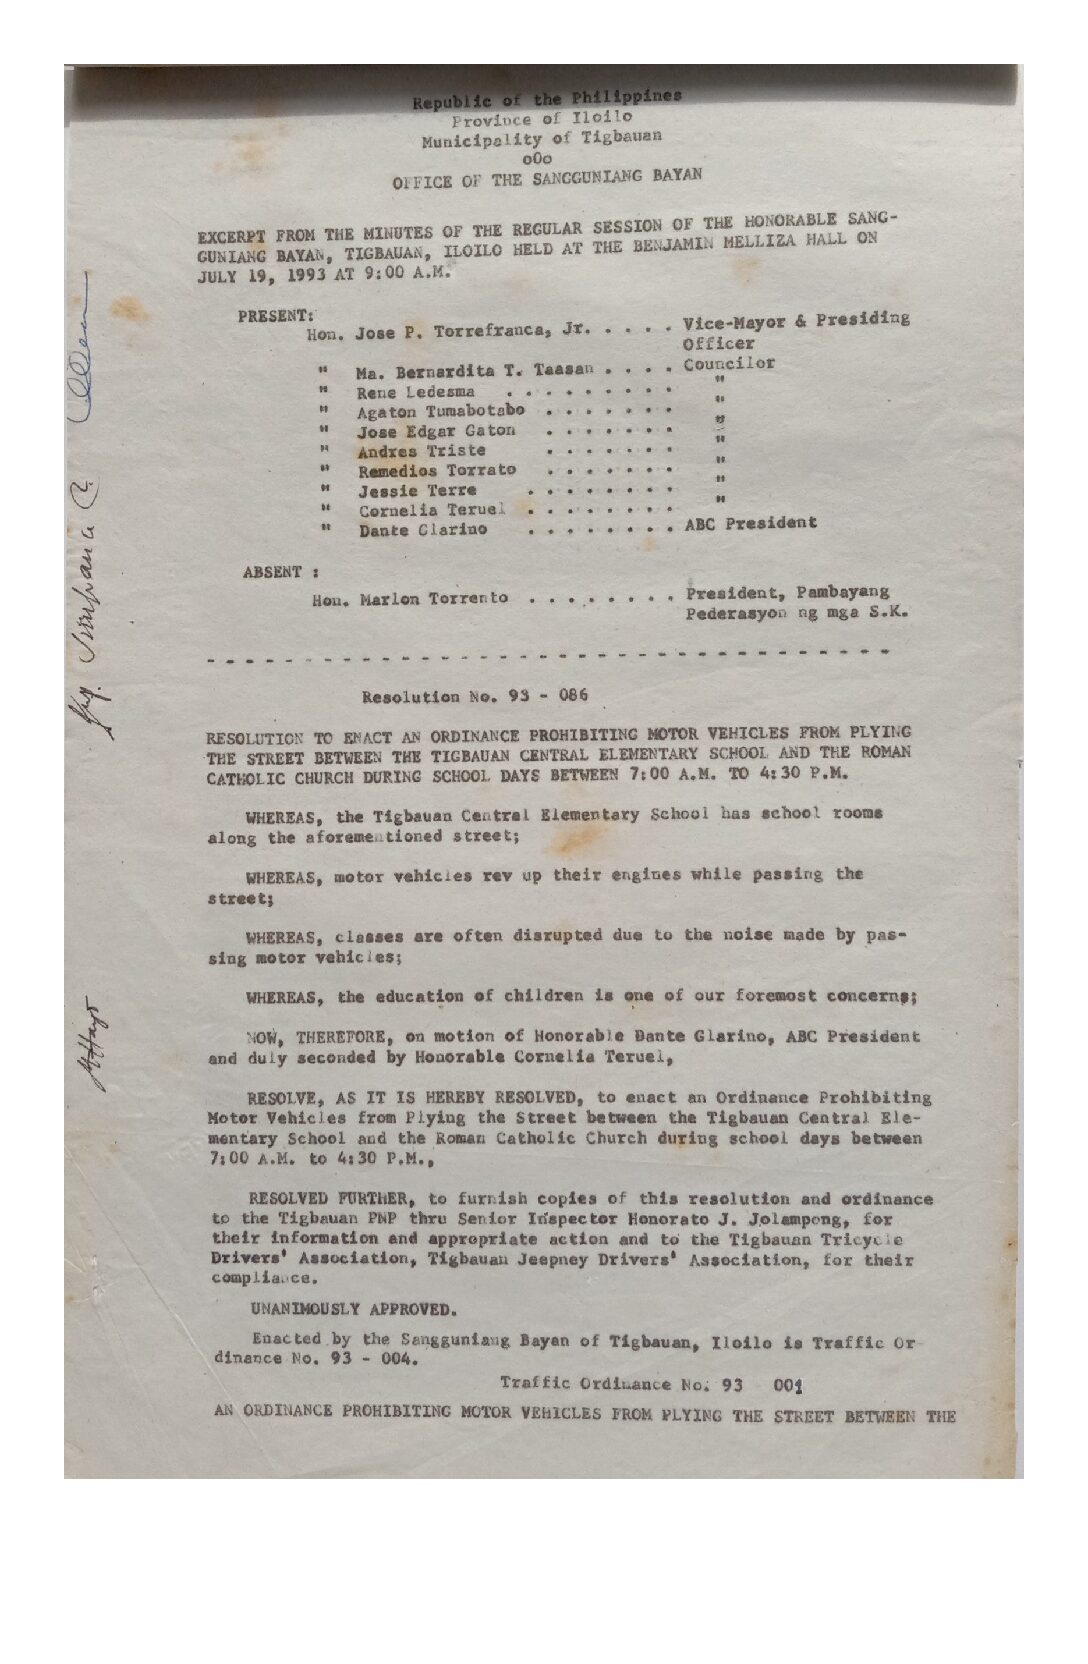 Republic of the Philippines
Province of Iloilo
Municipality of Tigbauan
oOo
OFFICE OF THE SANGGUNIANG BAYAN
EXCERPT FROM THE MINUTES OF THE REGULAR SESSION OF THE HONORABLE SANG-
GUNIANG BAYAN, TIGBAUAN, ILOILO HELD AT THE BENJAMIN MELLIZA HALL ON
JULY 19, 1993 AT 9:00 A.M.
PRESENT:
Hon. Jose P. Torrefranca, Jr. . . . . . Vice-Mayor & Presiding
Officer
" Ma. Bernardita T. Taasan . . . . Councilor
" Rene Ledesma . . . . . . . . . "
" Agaton Tumabotabo . . . . . . . "
" Jose Edgar Gaton . . . . . . . "
" Andres Triste . . . . . . . "
" Remedios Torrato . . . . . . . "
" Jessie Terre . . . . . . . . "
" Cornelia Teruel . . . . . . . . "
" Dante Glarino . . . . . . . . ABC President
ABSENT :
Hon. Marlon Torrento . . . . . . . . President, Pambayang
Pederasyon ng mga S.K.
- - - - - - - - - - - - - - - - - - - - - - - - - - - - - - - - - - -
Resolution No. 93 - 086
RESOLUTION TO ENACT AN ORDINANCE PROHIBITING MOTOR VEHICLES FROM PLYING
THE STREET BETWEEN THE TIGBAUAN CENTRAL ELEMENTARY SCHOOL AND THE ROMAN
CATHOLIC CHURCH DURING SCHOOL DAYS BETWEEN 7:00 A.M. TO 4:30 P.M.
WHEREAS, the Tigbauan Central Elementary School has school rooms
along the aforementioned street;
WHEREAS, motor vehicles rev up their engines while passing the
street;
WHEREAS, classes are often disrupted due to the noise made by pas-
sing motor vehicles;
WHEREAS, the education of children is one of our foremost concerns;
NOW, THEREFORE, on motion of Honorable Dante Glarino, ABC President
and duly seconded by Honorable Cornelia Teruel,
RESOLVE, AS IT IS HEREBY RESOLVED, to enact an Ordinance Prohibiting
Motor Vehicles from Plying the Street between the Tigbauan Central Ele-
mentary School and the Roman Catholic Church during school days between
7:00 A.M. to 4:30 P.M.,
RESOLVED FURTHER, to furnish copies of this resolution and ordinance
to the Tigbauan PNP thru Senior Inspector Honorato J. Jolampong, for
their information and appropriate action and to the Tigbauan Tricycle
Drivers' Association, Tigbauan Jeepney Drivers' Association, for their
compliance.
UNANIMOUSLY APPROVED.
Enacted by the Sangguniang Bayan of Tigbauan, Iloilo is Traffic Or-
dinance No. 93 - 004.
Traffic Ordinance No. 93 001
AN ORDINANCE PROHIBITING MOTOR VEHICLES FROM PLYING THE STREET BETWEEN THE